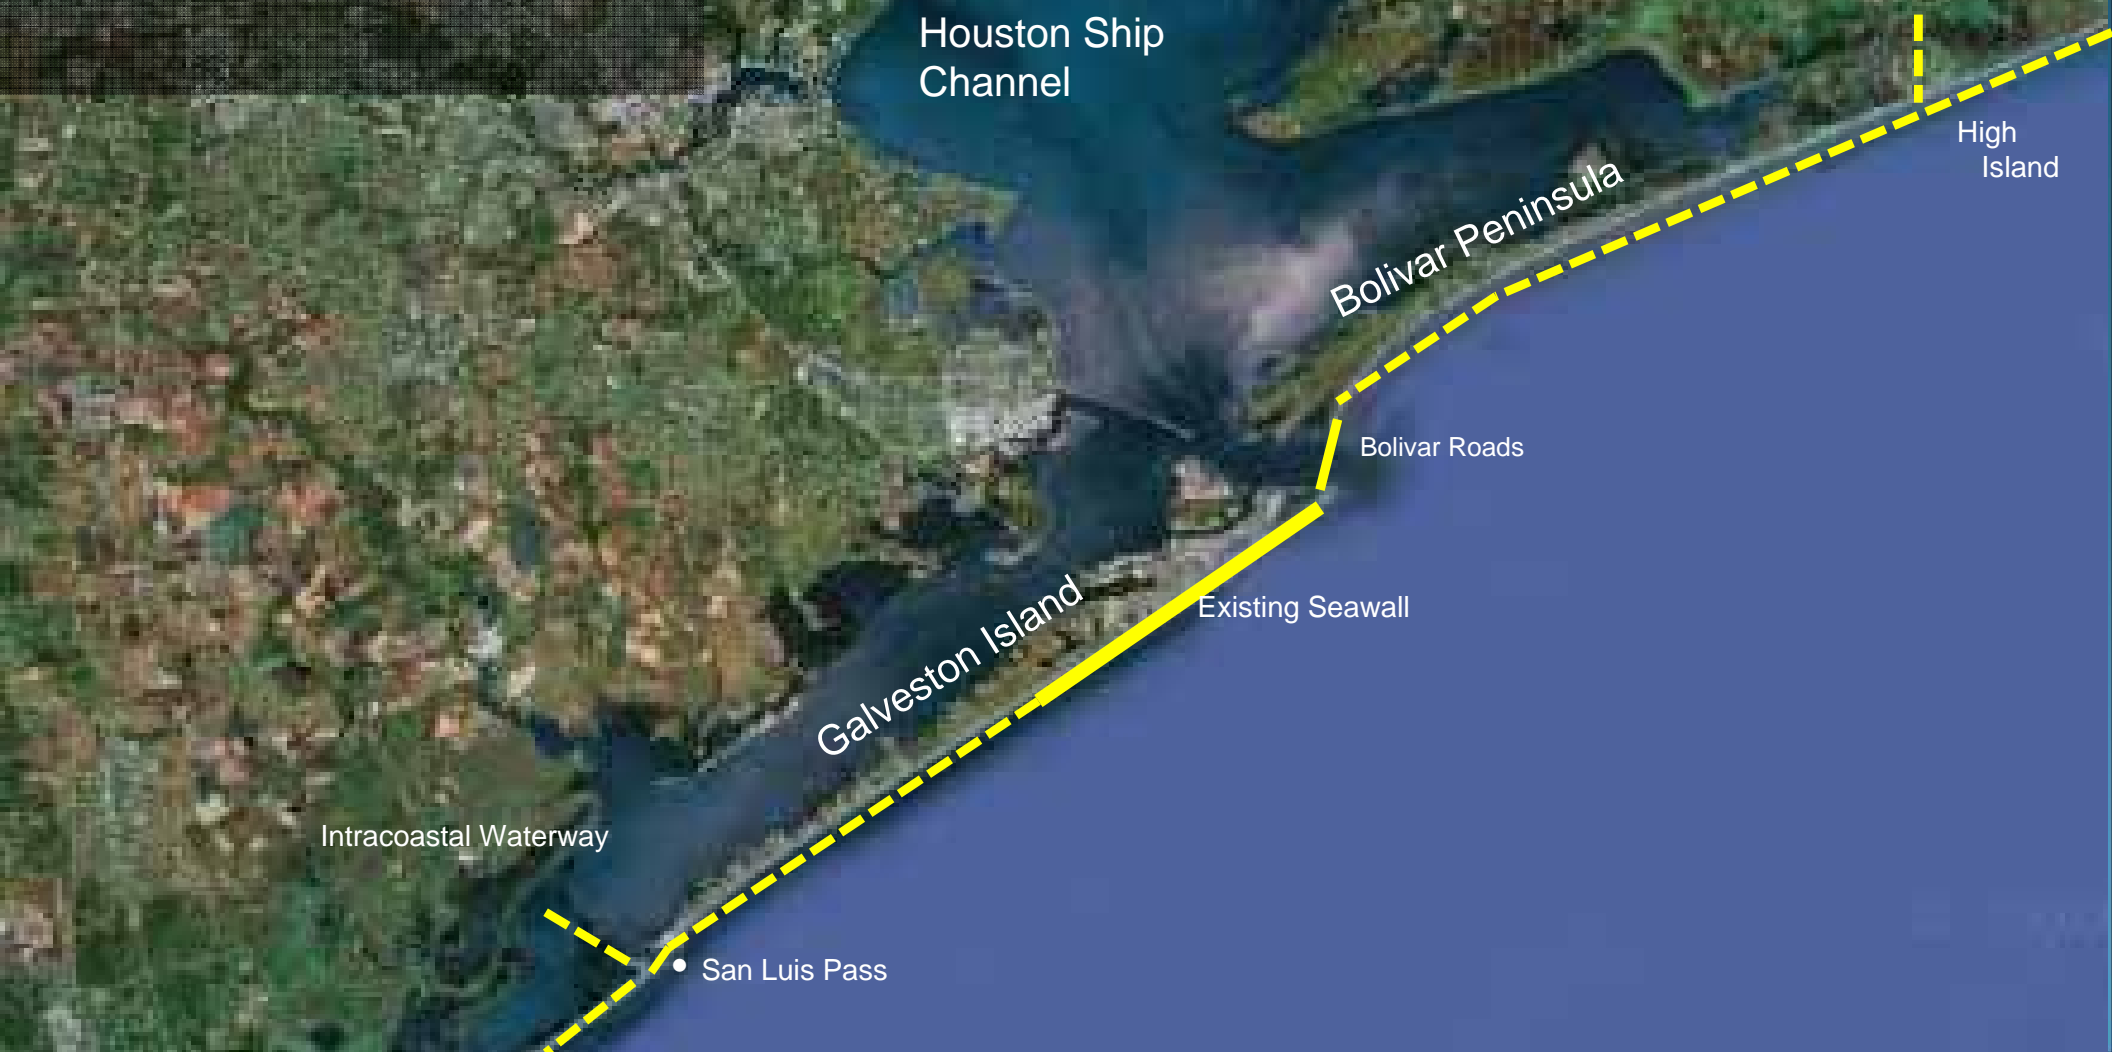 Houston Ship
Channel
High
Island
Bolivar Peninsula
Bolivar Roads
Existing Seawall
Galveston Island
Intracoastal Waterway
San Luis Pass